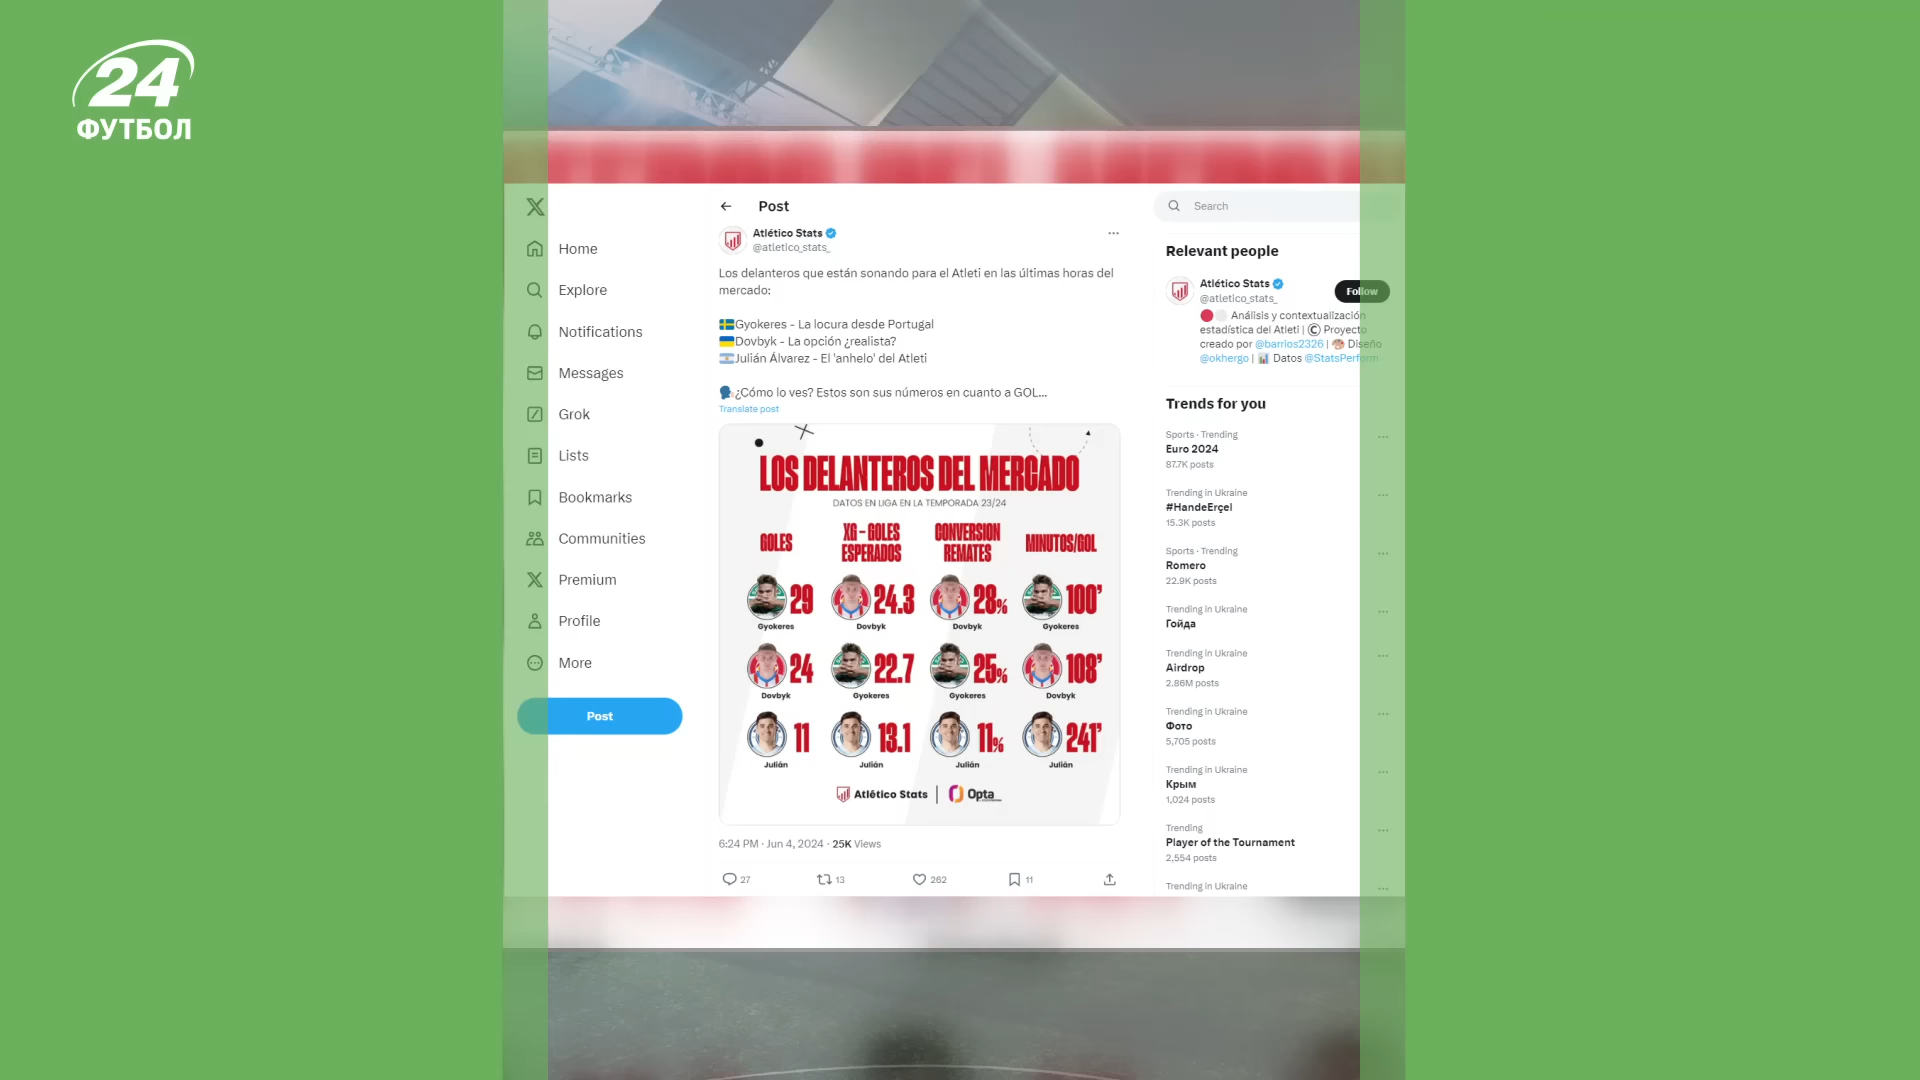 24
ФУТБОЛ
Home
Explore
Notifications
Messages
Grok
Lists
Bookmarks
Communities
Premium
Profile
More
Post
Post
Atlético Stats
@atletico_stats_
Los delanteros que están sonando para el Atleti en las últimas horas del
mercado:
Gyokeres - La locura desde Portugal
Dovbyk - La opción ¿realista?
Julián Álvarez - El 'anhelo' del Atleti
¿Cómo lo ves? Estos son sus números en cuanto a GOL...
Translate post
LOS DELANTEROS DEL MERCADO
DATOS EN LIGA EN LA TEMPORADA 23/24
GOLES
XG – GOLES
ESPERADOS
CONVERSION
REMATES
MINUTOS/GOL
29 24.3 28% 100’
Gyokeres Dovbyk Dovbyk Gyokeres
24 22.7 25% 108’
Dovbyk Gyokeres Gyokeres Dovbyk
11 13.1 11% 241’
Julián Julián Julián Julián
Atlético Stats | Opta
6:24 PM · Jun 4, 2024 · 25K Views
27 13 262 11
Search
Relevant people
Atlético Stats
@atletico_stats_
Follow
Análisis y contextualización
estadística del Atleti | © Proyecto
creado por @barrios2326 | Diseño
@okhergo | Datos @StatsPerform
Trends for you
Sports · Trending
Euro 2024
87.7K posts
Trending in Ukraine
#HandeErçel
15.3K posts
Sports · Trending
Romero
22.9K posts
Trending in Ukraine
Гойда
Trending in Ukraine
Airdrop
2.86M posts
Trending in Ukraine
Фото
5,705 posts
Trending in Ukraine
Крым
1,024 posts
Trending
Player of the Tournament
2,554 posts
Trending in Ukraine